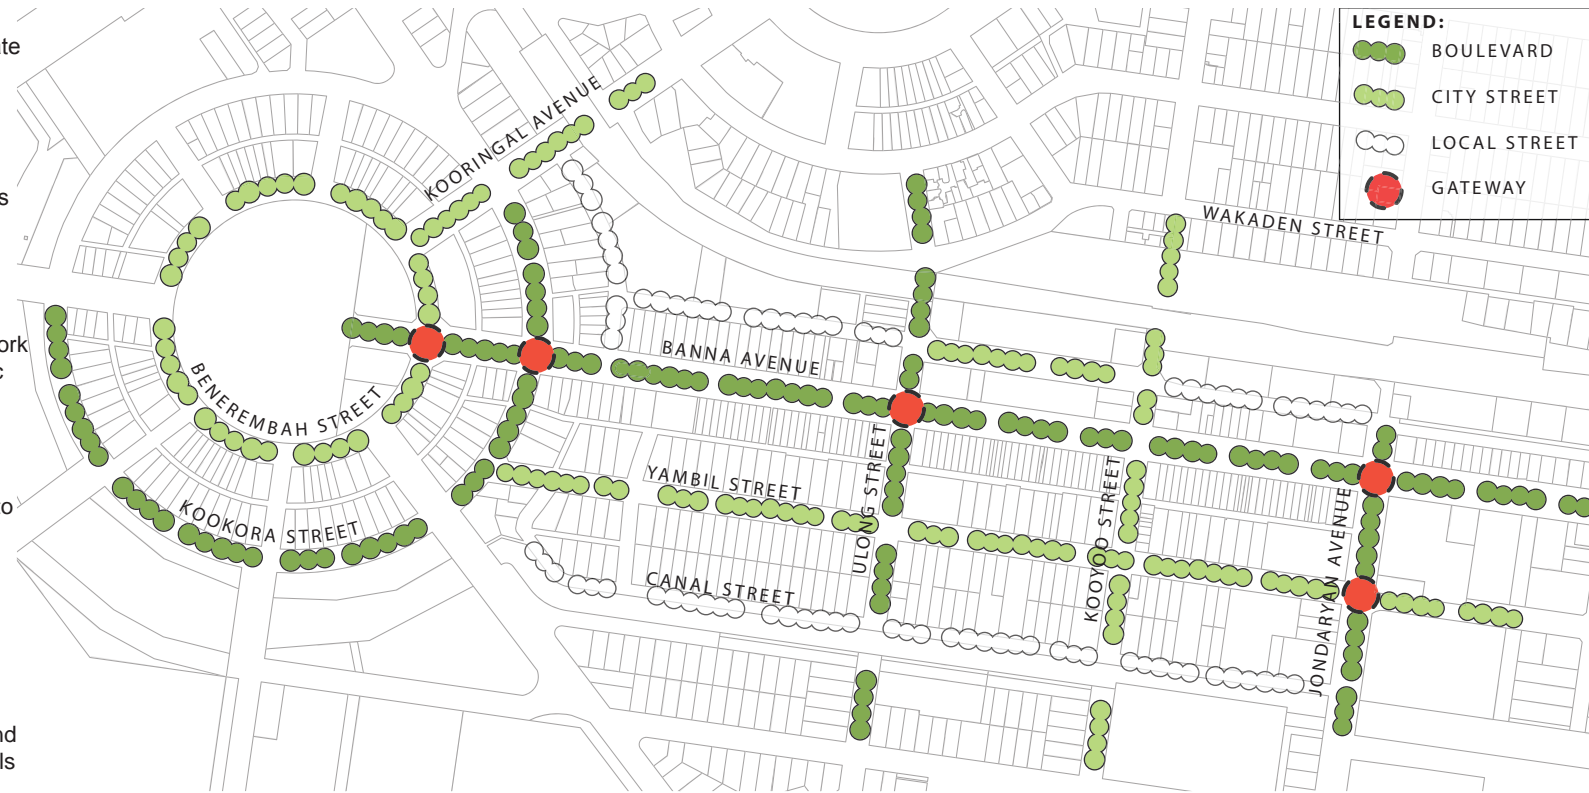 LEGEND:
BOULEVARD
CITY STREET
LOCAL STREET
GATEWAY
KOORINGAL AVENUE
WAKADEN STREET
BANNA AVENUE
BENEREMBAH STREET
YAMBIL STREET
KOOKORA STREET
CANAL STREET
ULONG STREET
KOOYOO STREET
JONDARYAN AVENUE